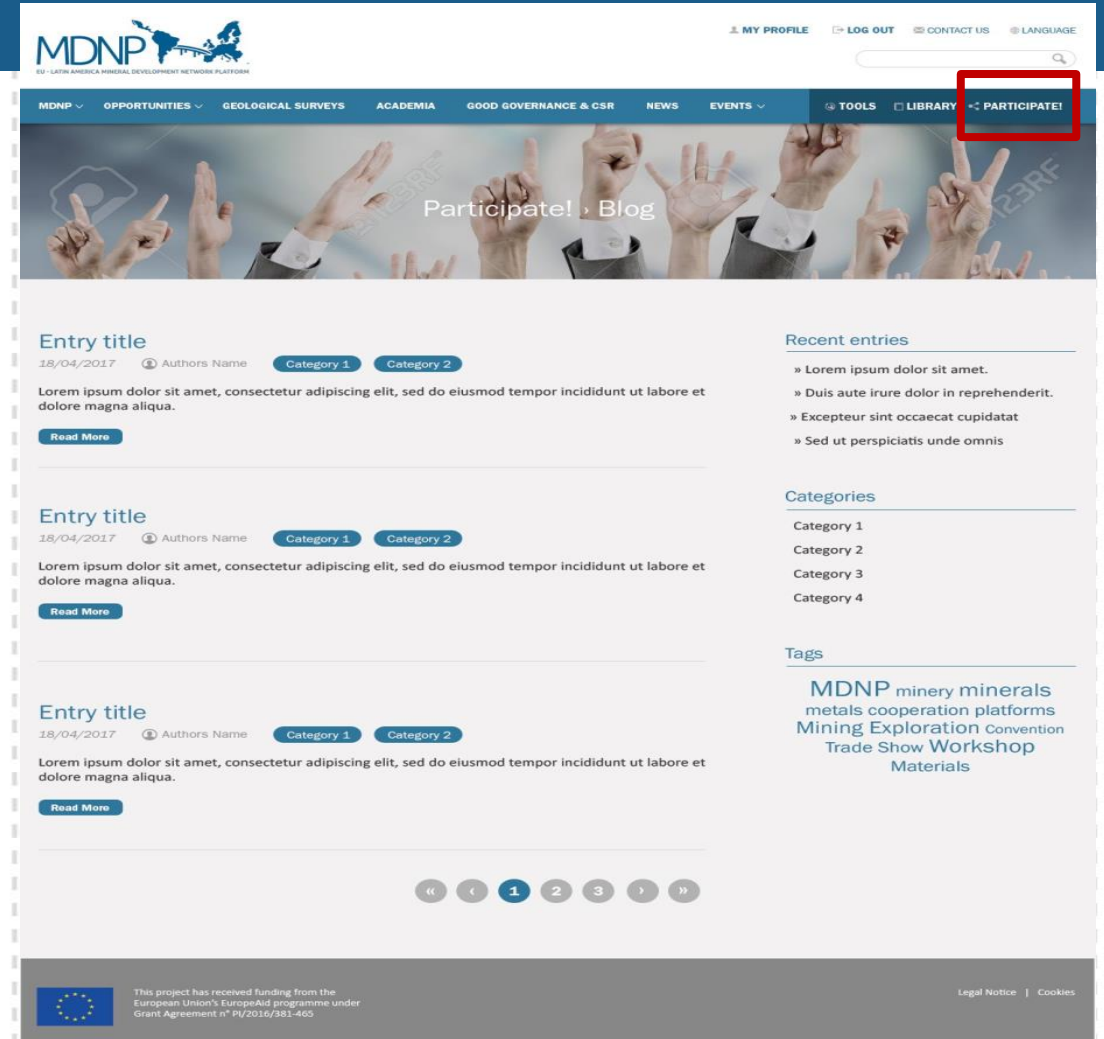 MDNP
EU - LATIN AMERICA MINERAL DEVELOPMENT NETWORK PLATFORM
MY PROFILE LOG OUT CONTACT US LANGUAGE
MDNP OPPORTUNITIES GEOLOGICAL SURVEYS ACADEMIA GOOD GOVERNANCE & CSR NEWS EVENTS TOOLS LIBRARY PARTICIPATE!
Participate! › Blog
123RF
123RF
Entry title
18/04/2017 Authors Name Category 1 Category 2
Lorem ipsum dolor sit amet, consectetur adipiscing elit, sed do eiusmod tempor incididunt ut labore et
dolore magna aliqua.
Read More
Entry title
18/04/2017 Authors Name Category 1 Category 2
Lorem ipsum dolor sit amet, consectetur adipiscing elit, sed do eiusmod tempor incididunt ut labore et
dolore magna aliqua.
Read More
Entry title
18/04/2017 Authors Name Category 1 Category 2
Lorem ipsum dolor sit amet, consectetur adipiscing elit, sed do eiusmod tempor incididunt ut labore et
dolore magna aliqua.
Read More
« ‹ 1 2 3 › »
Recent entries
» Lorem ipsum dolor sit amet.
» Duis aute irure dolor in reprehenderit.
» Excepteur sint occaecat cupidatat
» Sed ut perspiciatis unde omnis
Categories
Category 1
Category 2
Category 3
Category 4
Tags
MDNP minery minerals
metals cooperation platforms
Mining Exploration Convention
Trade Show Workshop
Materials
This project has received funding from the
European Union's EuropeAid programme under
Grant Agreement n° PI/2016/381-465
Legal Notice | Cookies